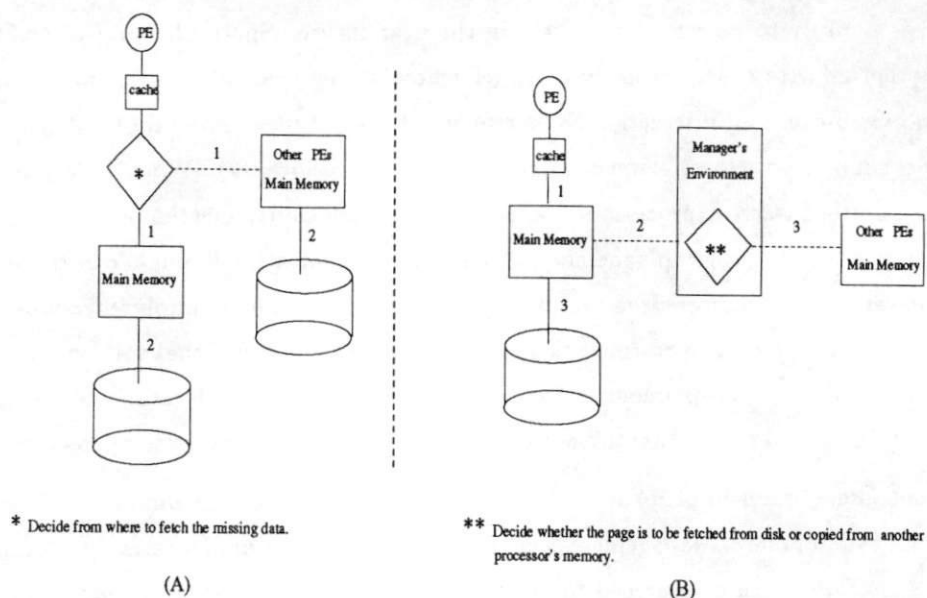 PE
cache
*
1
Other PEs
Main Memory
1
2
Main Memory
2
* Decide from where to fetch the missing data.
(A)
PE
cache
1
Manager's
Environment
Main Memory
2
**
3
Other PEs
Main Memory
3
** Decide whether the page is to be fetched from disk or copied from another
processor's memory.
(B)